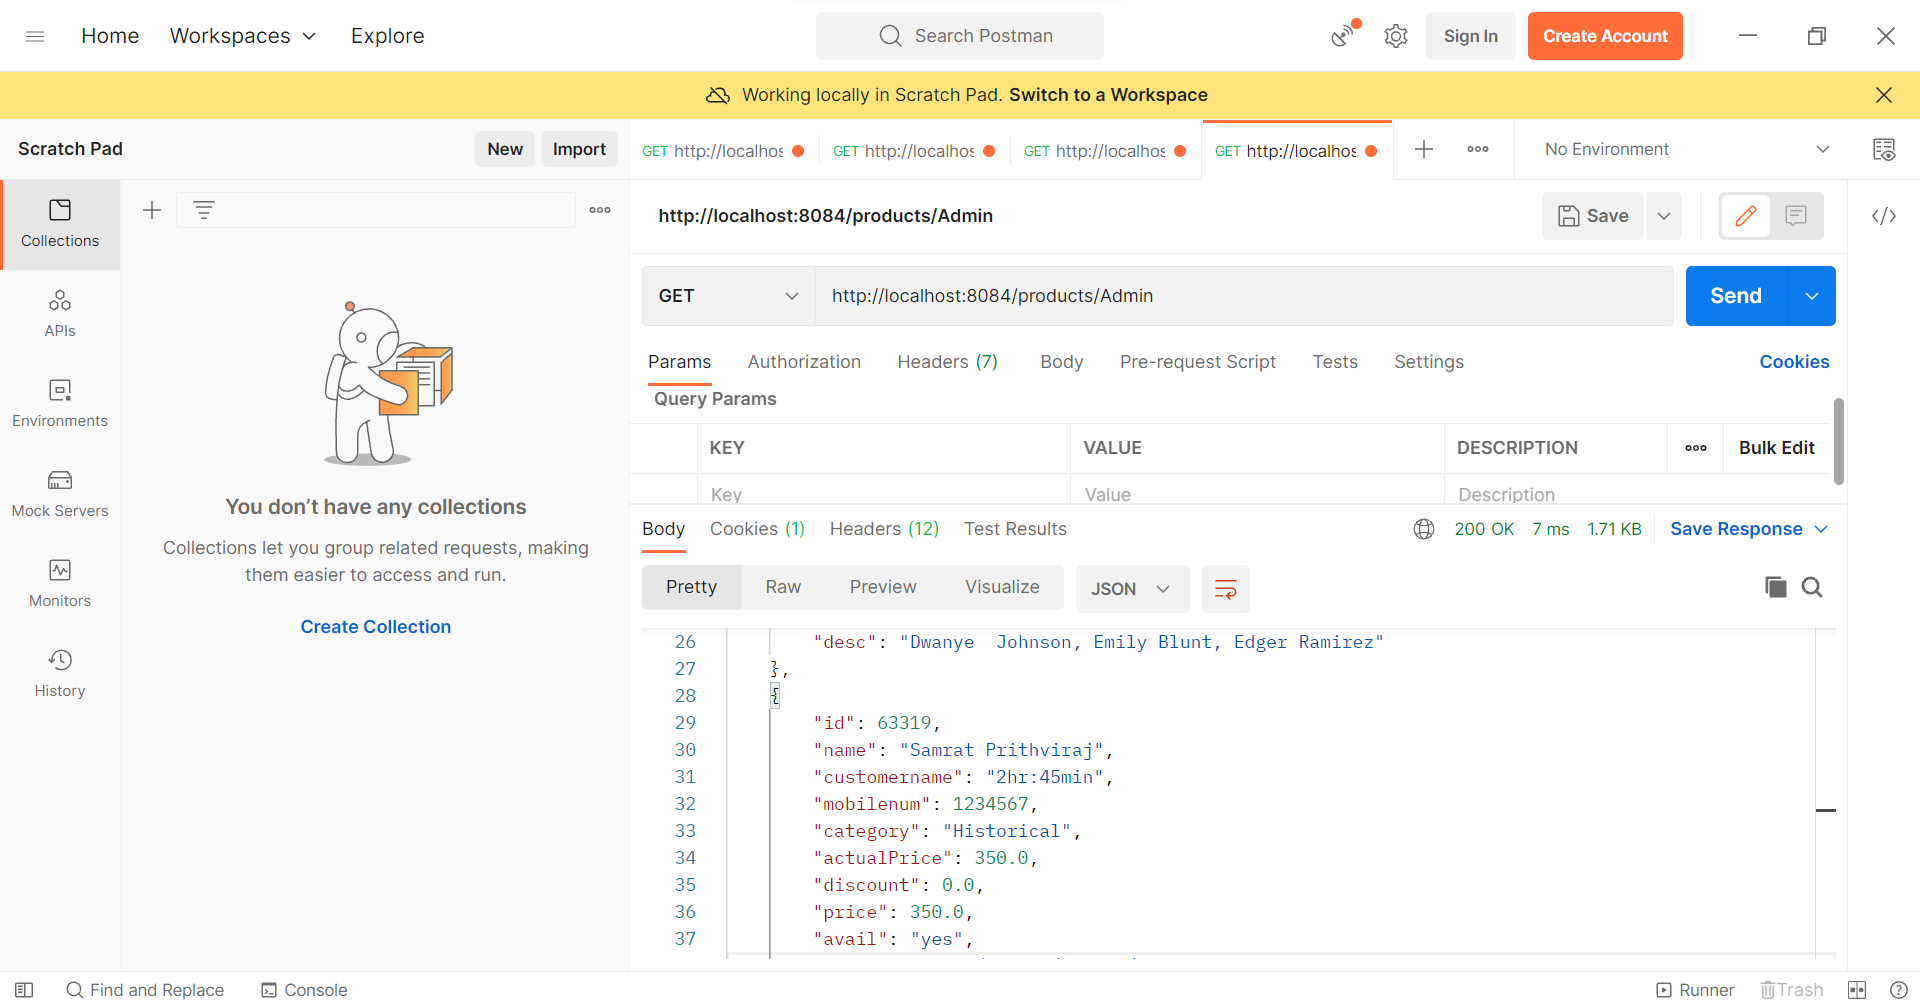 Home Workspaces Explore Search Postman Sign In Create Account
Working locally in Scratch Pad. Switch to a Workspace
Scratch Pad New Import
GET http://localhos GET http://localhos GET http://localhos GET http://localhos No Environment
Collections
APIs
Environments
Mock Servers
Monitors
History
You don’t have any collections
Collections let you group related requests, making
them easier to access and run.
Create Collection
http://localhost:8084/products/Admin Save
GET http://localhost:8084/products/Admin Send
Params Authorization Headers (7) Body Pre-request Script Tests Settings Cookies
Query Params
KEY VALUE DESCRIPTION Bulk Edit
Key Value Description
Body Cookies (1) Headers (12) Test Results 200 OK 7 ms 1.71 KB Save Response
Pretty Raw Preview Visualize JSON
26 "desc": "Dwanye  Johnson, Emily Blunt, Edger Ramirez"
27 },
28 {
29 "id": 63319,
30 "name": "Samrat Prithviraj",
31 "customername": "2hr:45min",
32 "mobilenum": 1234567,
33 "category": "Historical",
34 "actualPrice": 350.0,
35 "discount": 0.0,
36 "price": 350.0,
37 "avail": "yes",
Find and Replace Console Runner Trash